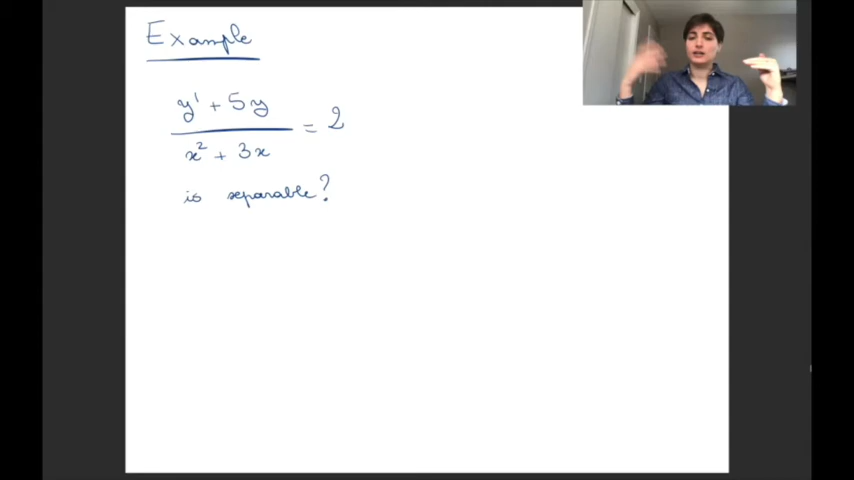 Example
y' + 5y
x² + 3x
= 2
is separable?